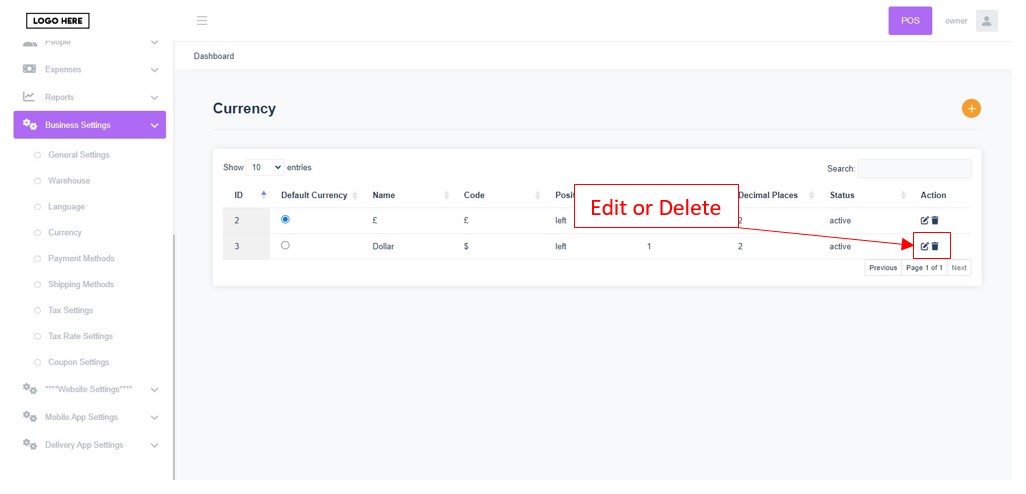 LOGO HERE
POS
owner
People
Dashboard
Expenses
Reports
Business Settings
General Settings
Warehouse
Language
Currency
Payment Methods
Shipping Methods
Tax Settings
Tax Rate Settings
Coupon Settings
****Website Settings****
Mobile App Settings
Delivery App Settings
Currency
Show 10 entries
Search:
ID Default Currency Name Code Decimal Places Status Action
2 £ £ left 2 active
3 Dollar $ left 1 2 active
Edit or Delete
Previous Page 1 of 1 Next